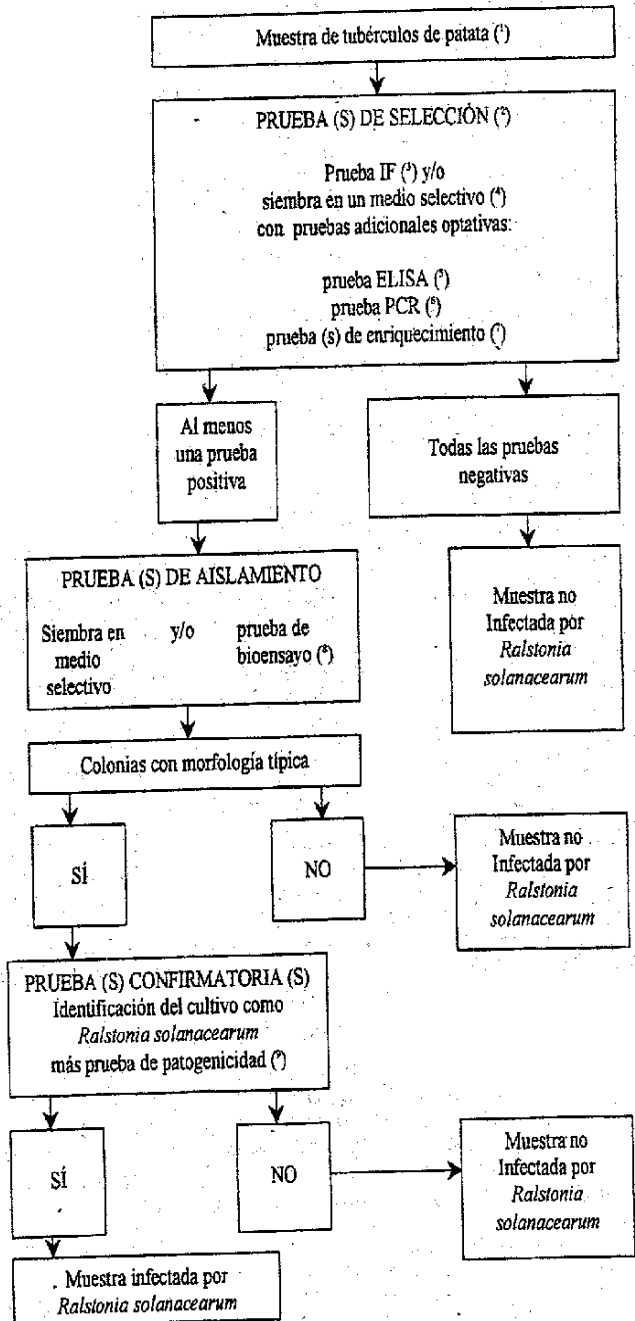 Muestra de tubérculos de patata (¹)
PRUEBA (S) DE SELECCIÓN (²)
Prueba IF (³) y/o
siembra en un medio selectivo (⁴)
con pruebas adicionales optativas:
prueba ELISA (⁵)
prueba PCR (⁶)
prueba (s) de enriquecimiento (⁷)
Al menos
una prueba
positiva
Todas las pruebas
negativas
PRUEBA (S) DE AISLAMIENTO
Siembra en
medio
selectivo
y/o
prueba de
bioensayo (⁸)
Muestra no
Infectada por
Ralstonia
solanacearum
Colonias con morfología típica
SÍ
NO
Muestra no
Infectada por
Ralstonia
solanacearum
PRUEBA (S) CONFIRMATORIA (S)
Identificación del cultivo como
Ralstonia solanacearum
más prueba de patogenicidad (⁹)
SÍ
NO
Muestra no
Infectada por
Ralstonia
solanacearum
Muestra infectada por
Ralstonia solanacearum